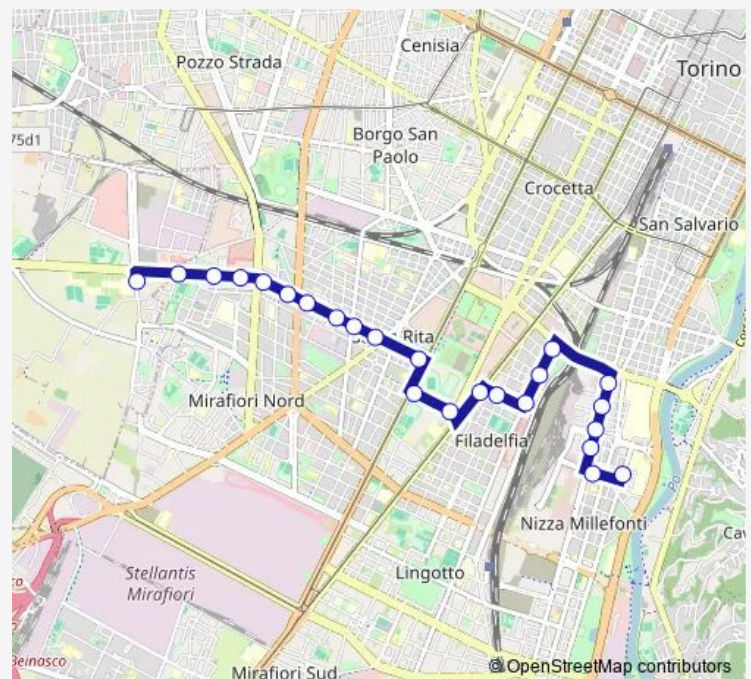 Cenisia
Pozzo Strada
Torino
75d1
Borgo San
Paolo
Crocetta
San Salvario
Rita
Mirafiori Nord
Filadelfia
Nizza Millefonti
Lingotto
Stellantis
Mirafiori
Po
Beinasco
Mirafiori Sud
© OpenStreetMap contributors